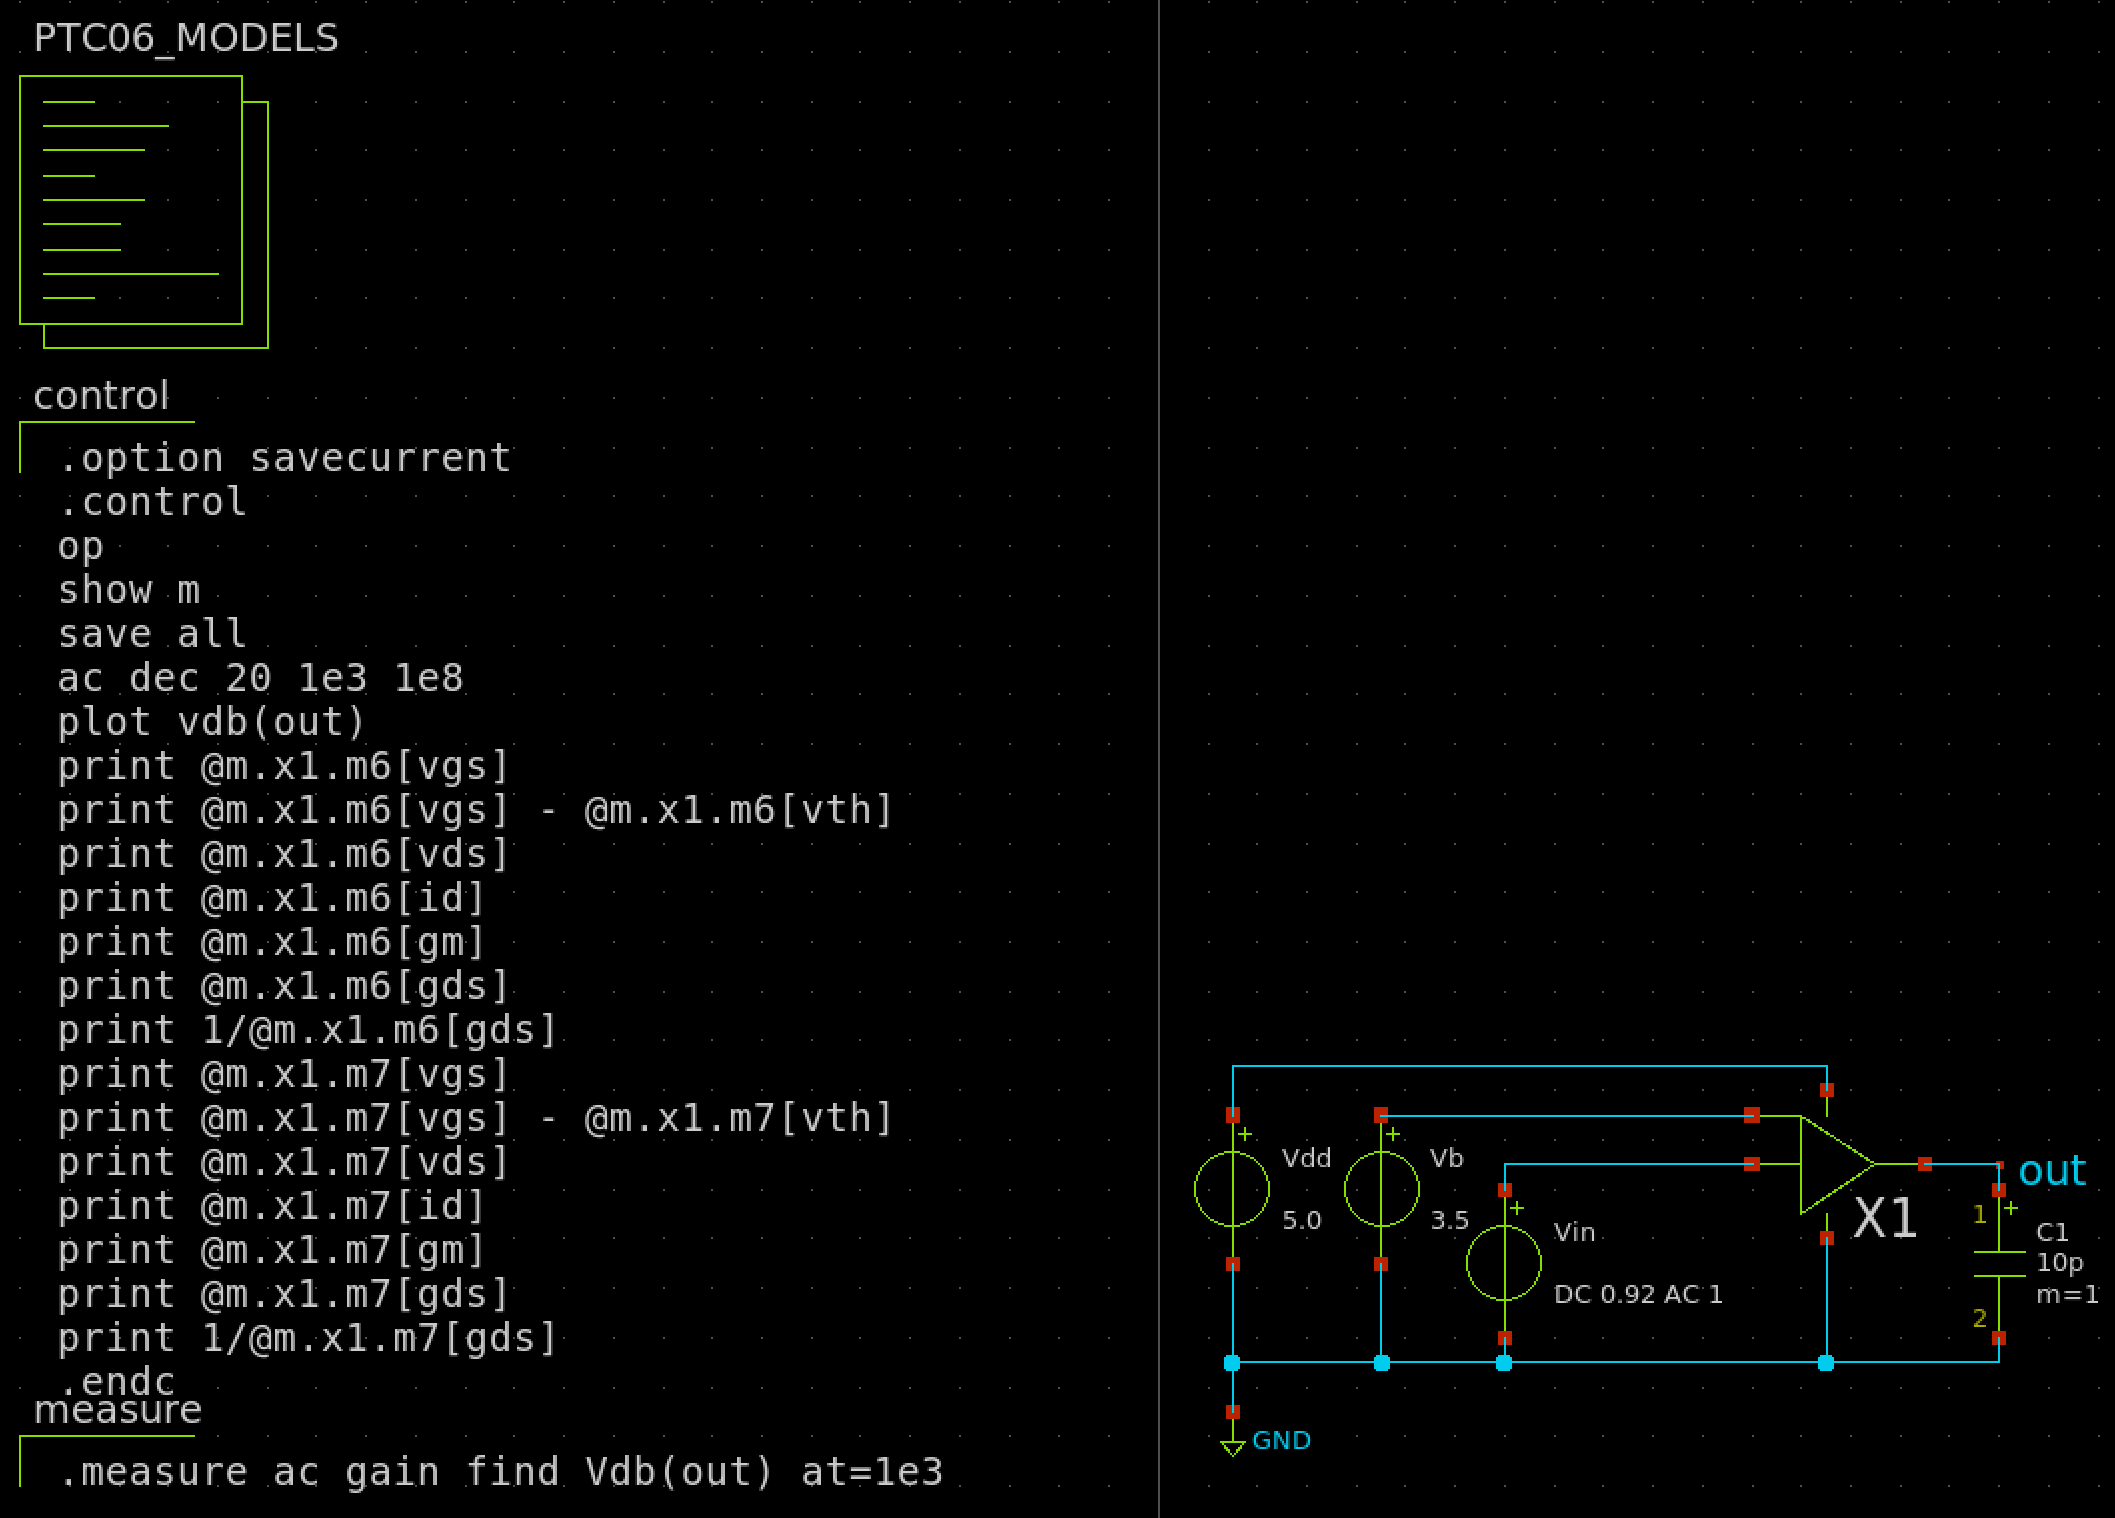 PTC06_MODELS
control
.option savecurrent
.control
op
show m
save all
ac dec 20 1e3 1e8
plot vdb(out)
print @m.x1.m6[vgs]
print @m.x1.m6[vgs] - @m.x1.m6[vth]
print @m.x1.m6[vds]
print @m.x1.m6[id]
print @m.x1.m6[gm]
print @m.x1.m6[gds]
print 1/@m.x1.m6[gds]
print @m.x1.m7[vgs]
print @m.x1.m7[vgs] - @m.x1.m7[vth]
print @m.x1.m7[vds]
print @m.x1.m7[id]
print @m.x1.m7[gm]
print @m.x1.m7[gds]
print 1/@m.x1.m7[gds]
.endc
measure
.measure ac gain find Vdb(out) at=1e3
+
Vdd
5.0
+
Vb
3.5
+
Vin
DC 0.92 AC 1
X1
out
1
+
C1
10p
m=1
2
GND